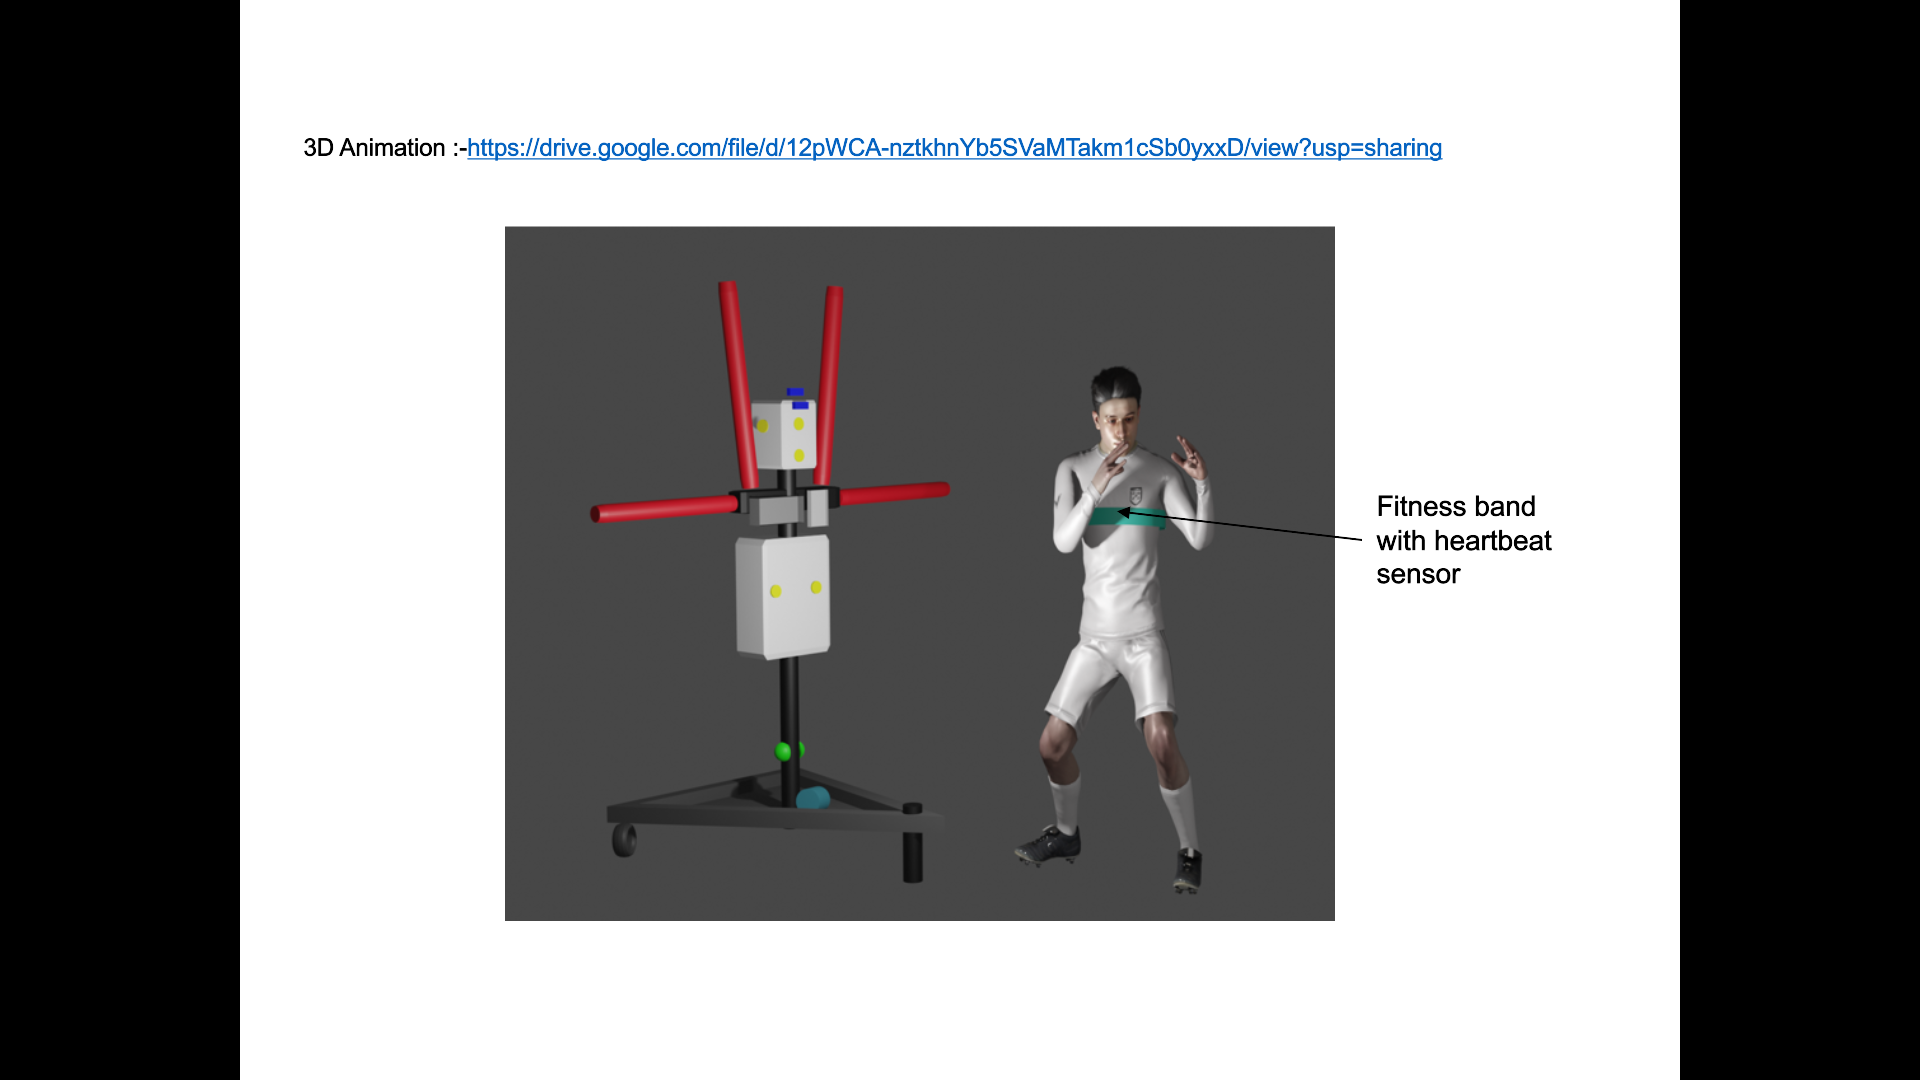 3D Animation :-https://drive.google.com/file/d/12pWCA-nztkhnYb5SVaMTakm1cSb0yxxD/view?usp=sharing
Fitness band
with heartbeat
sensor